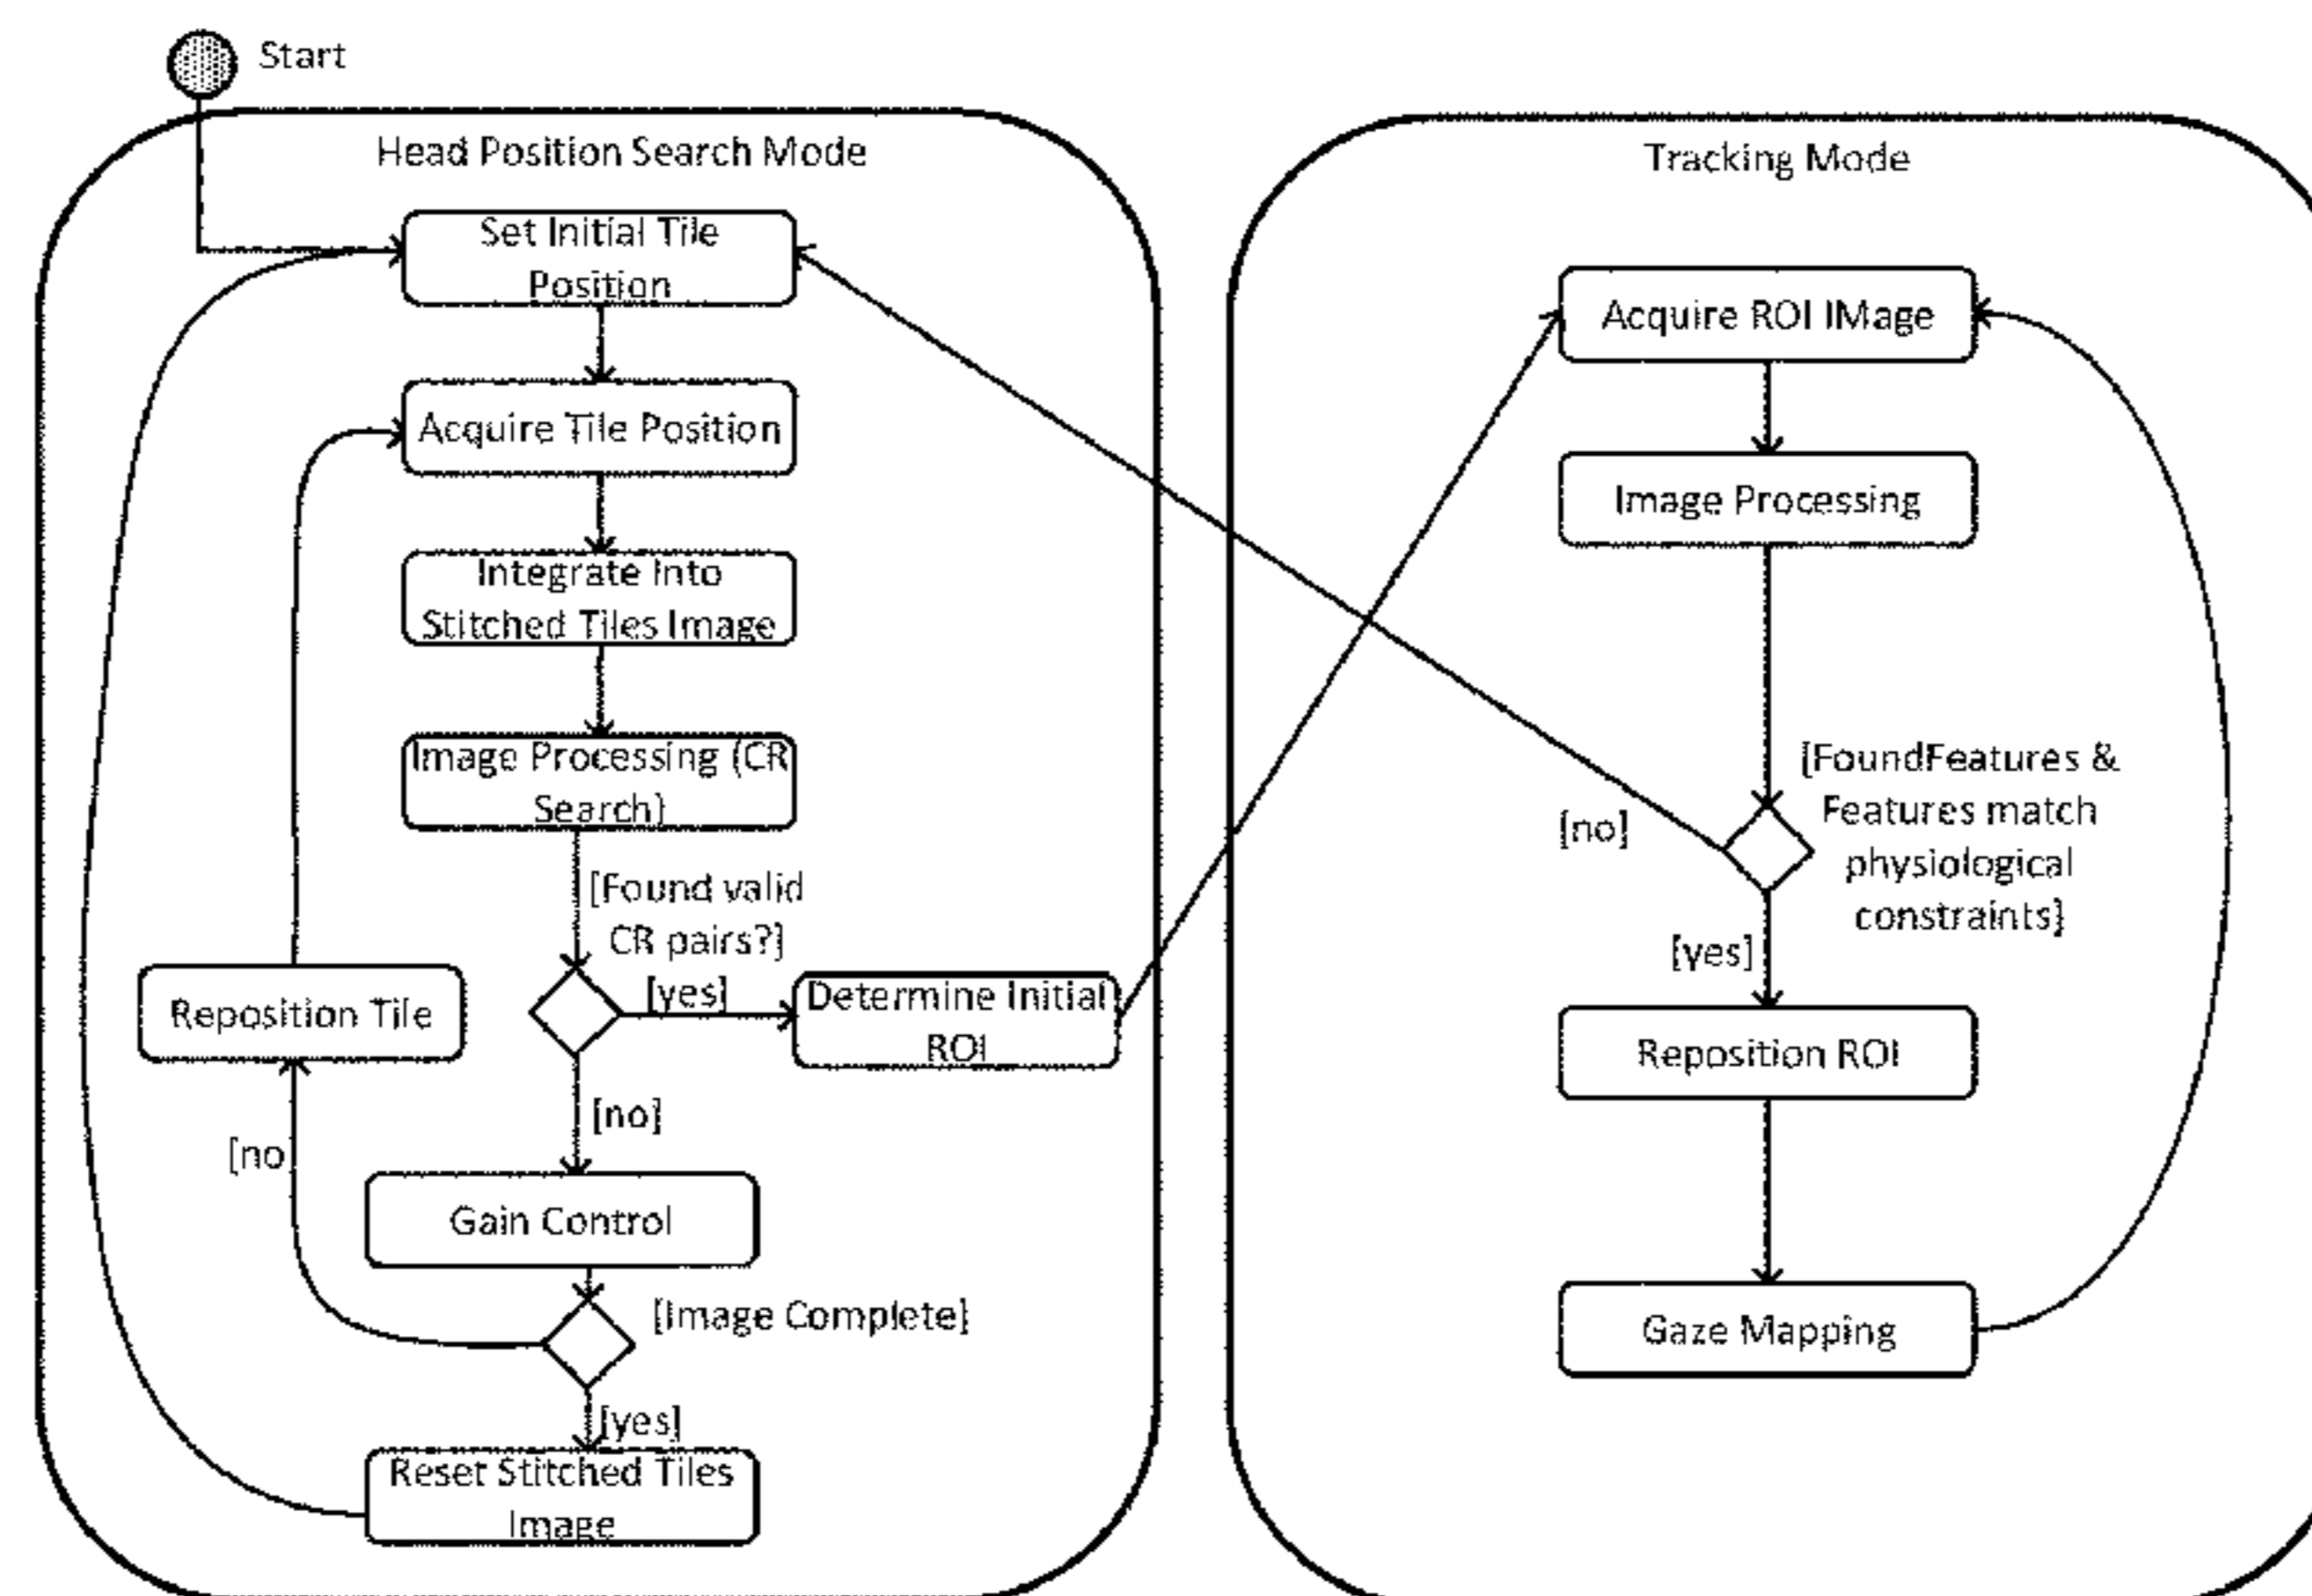 Start
Head Position Search Mode
Set Initial Tile
Position
Acquire Tile Position
Integrate Into
Stitched Tiles Image
Image Processing (CR
Search)
[Found valid
CR pairs?]
[yes]
Determine Initial
ROI
Reposition Tile
[no]
[no
Gain Control
[Image Complete]
[yes]
Reset Stitched Tiles
Image
Tracking Mode
Acquire ROI IMage
Image Processing
[FoundFeatures &
Features match
physiological
constraints]
[no]
[yes]
Reposition ROI
Gaze Mapping